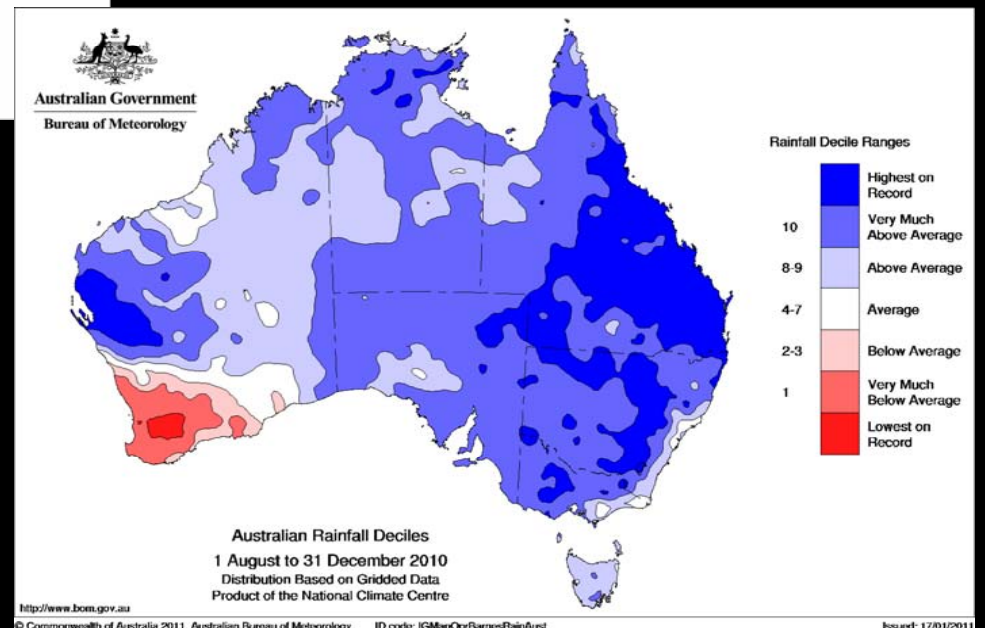 Australian Government
Bureau of Meteorology
Rainfall Decile Ranges
Highest on
Record
10
Very Much
Above Average
8-9
Above Average
4-7
Average
2-3
Below Average
1
Very Much
Below Average
Lowest on
Record
Australian Rainfall Deciles
1 August to 31 December 2010
Distribution Based on Gridded Data
Product of the National Climate Centre
http://www.bom.gov.au
© Commonwealth of Australia 2011, Australian Bureau of Meteorology
ID code: IGMapOprBarnesRainAust
Issued: 17/01/2011